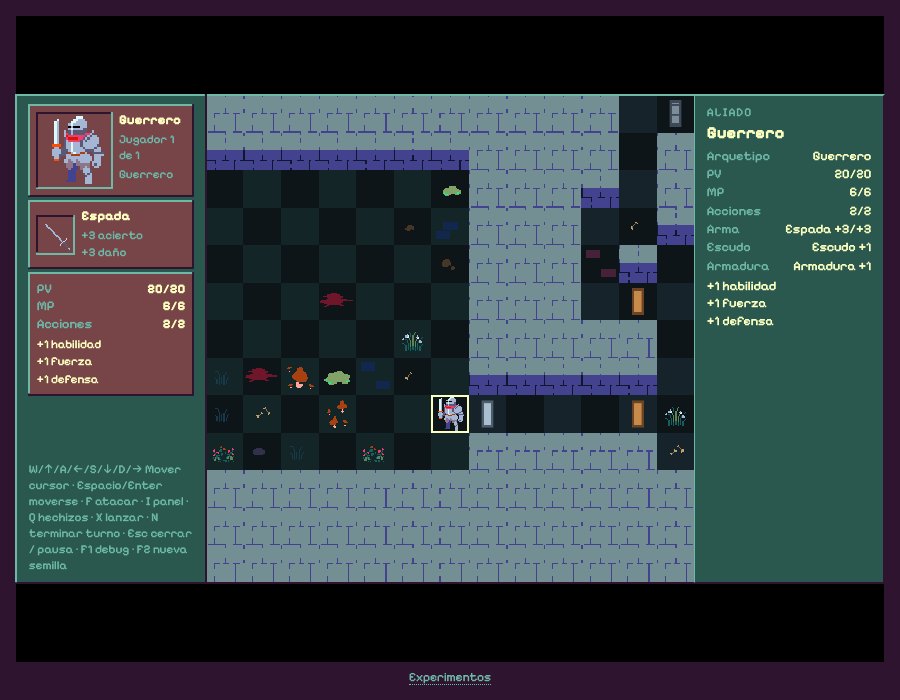 Guerrero
Jugador 1
de 1
Guerrero
Espada
+3 acierto
+3 daño
PV 80/80
MP 6/6
Acciones 8/8
+1 habilidad
+1 fuerza
+1 defensa
W/↑/A/←/S/↓/D/→ Mover
cursor · Espacio/Enter
moverse · F atacar · I panel ·
Q hechizos · X lanzar · N
terminar turno · Esc cerrar
/ pausa · F1 debug · F2 nueva
semilla
ALIADO
Guerrero
Arquetipo Guerrero
PV 80/80
MP 6/6
Acciones 8/8
Arma Espada +3/+3
Escudo Escudo +1
Armadura Armadura +1
+1 habilidad
+1 fuerza
+1 defensa
Experimentos